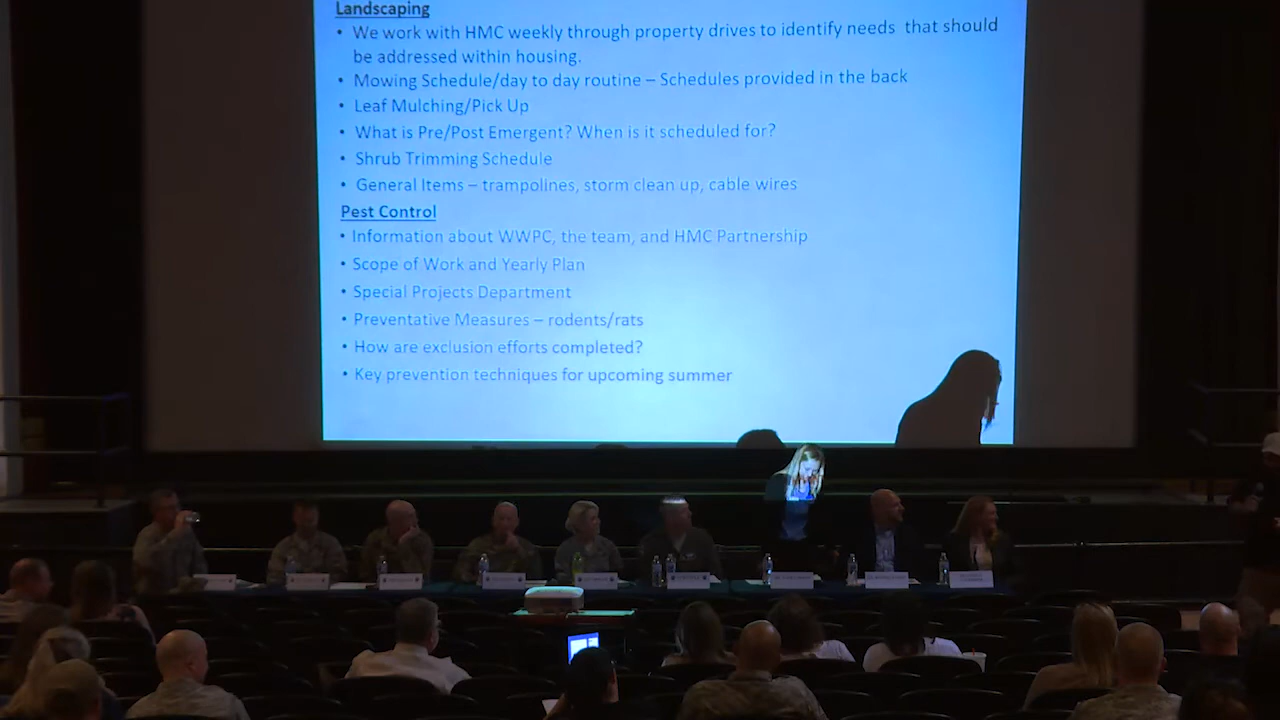 Landscaping
• We work with HMC weekly through property drives to identify needs that should
be addressed within housing.
• Mowing Schedule/day to day routine – Schedules provided in the back
• Leaf Mulching/Pick Up
• What is Pre/Post Emergent? When is it scheduled for?
• Shrub Trimming Schedule
• General Items – trampolines, storm clean up, cable wires
Pest Control
• Information about WWPC, the team, and HMC Partnership
• Scope of Work and Yearly Plan
• Special Projects Department
• Preventative Measures – rodents/rats
• How are exclusion efforts completed?
• Key prevention techniques for upcoming summer